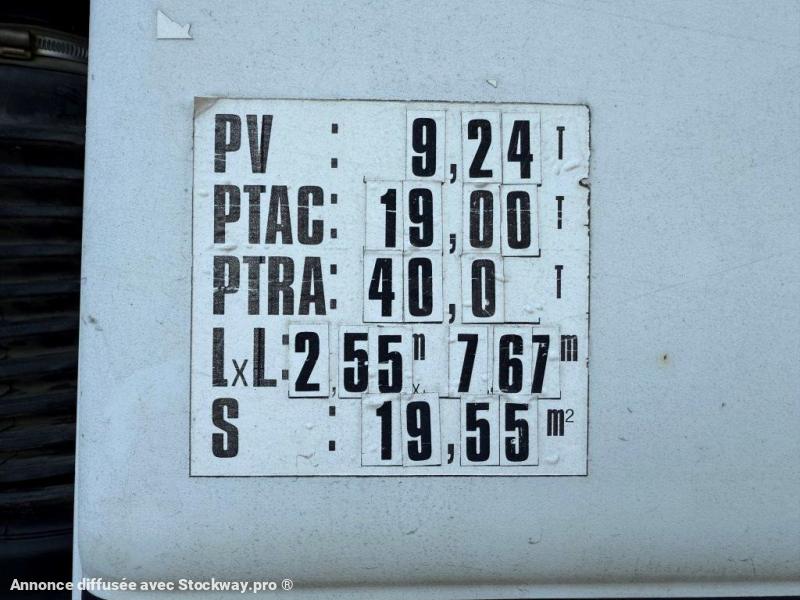 PV : 9,24 T
PTAC: 19,00 T
PTRA: 40,0 T
LxL: 2,55 m x 7,67 m
S : 19,55 m²
Annonce diffusée avec Stockway.pro ®